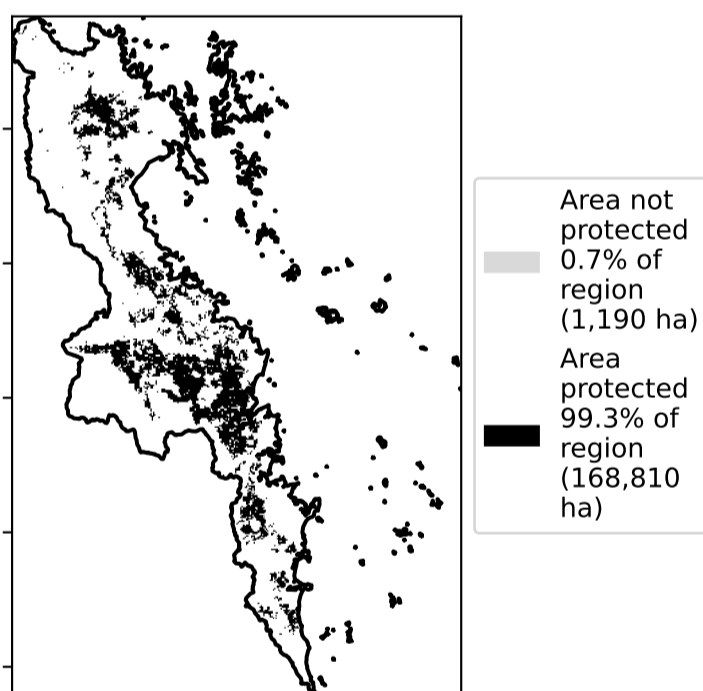 Area not
protected
0.7% of
region
(1,190 ha)
Area
protected
99.3% of
region
(168,810
ha)